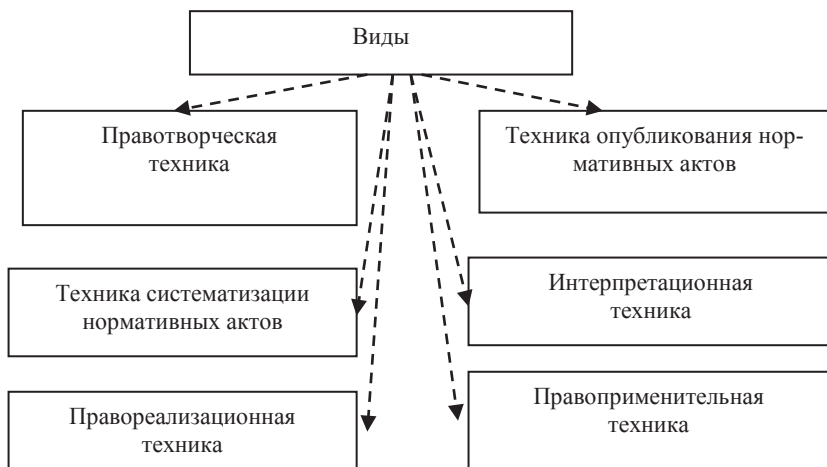 Виды
Правотворческая
техника
Техника опубликования нор-
мативных актов
Техника систематизации
нормативных актов
Интерпретационная
техника
Правореализационная
техника
Правоприменительная
техника